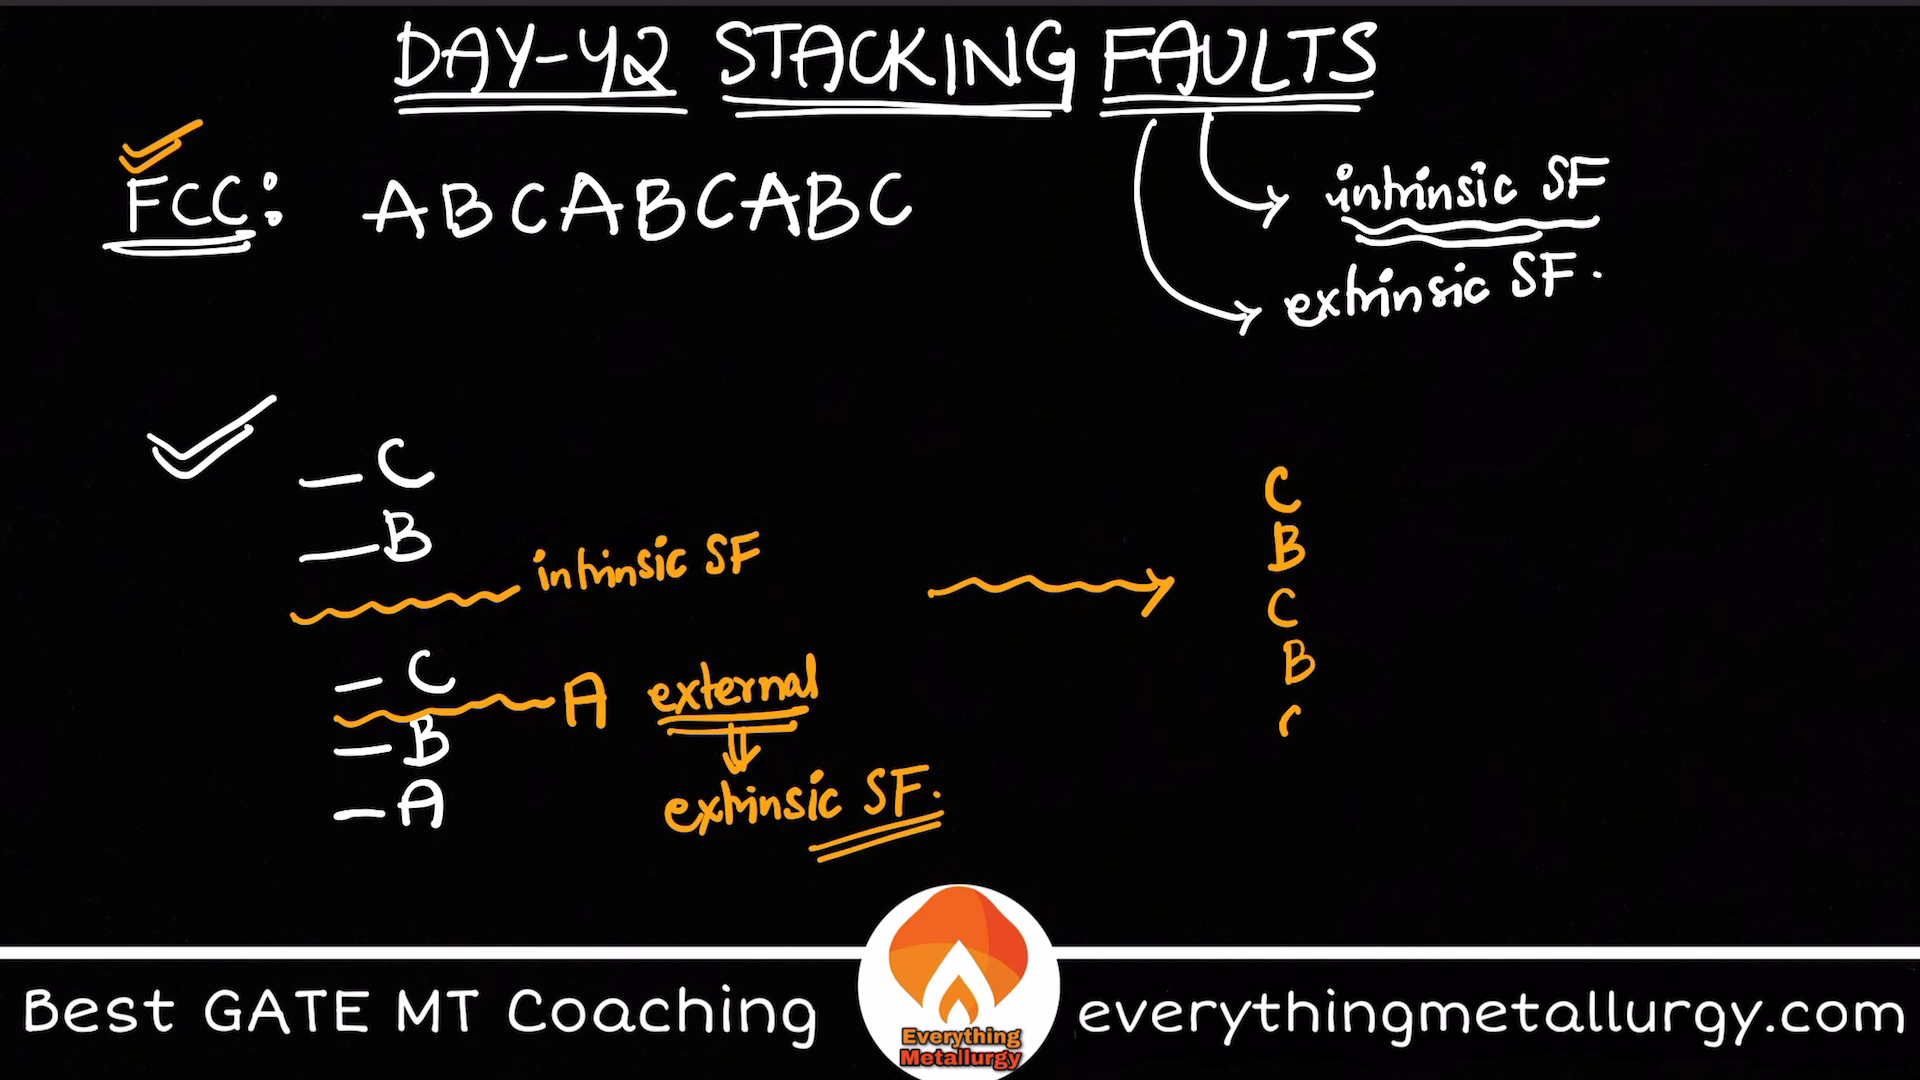 DAY-42 STACKING FAULTS
FCC: ABCABCABC
intrinsic SF
extrinsic SF.
C
B
intrinsic SF
C
A external
B
A
extrinsic SF.
C
B
C
B
Best GATE MT Coaching
Everything
Metallurgy
everythingmetallurgy.com